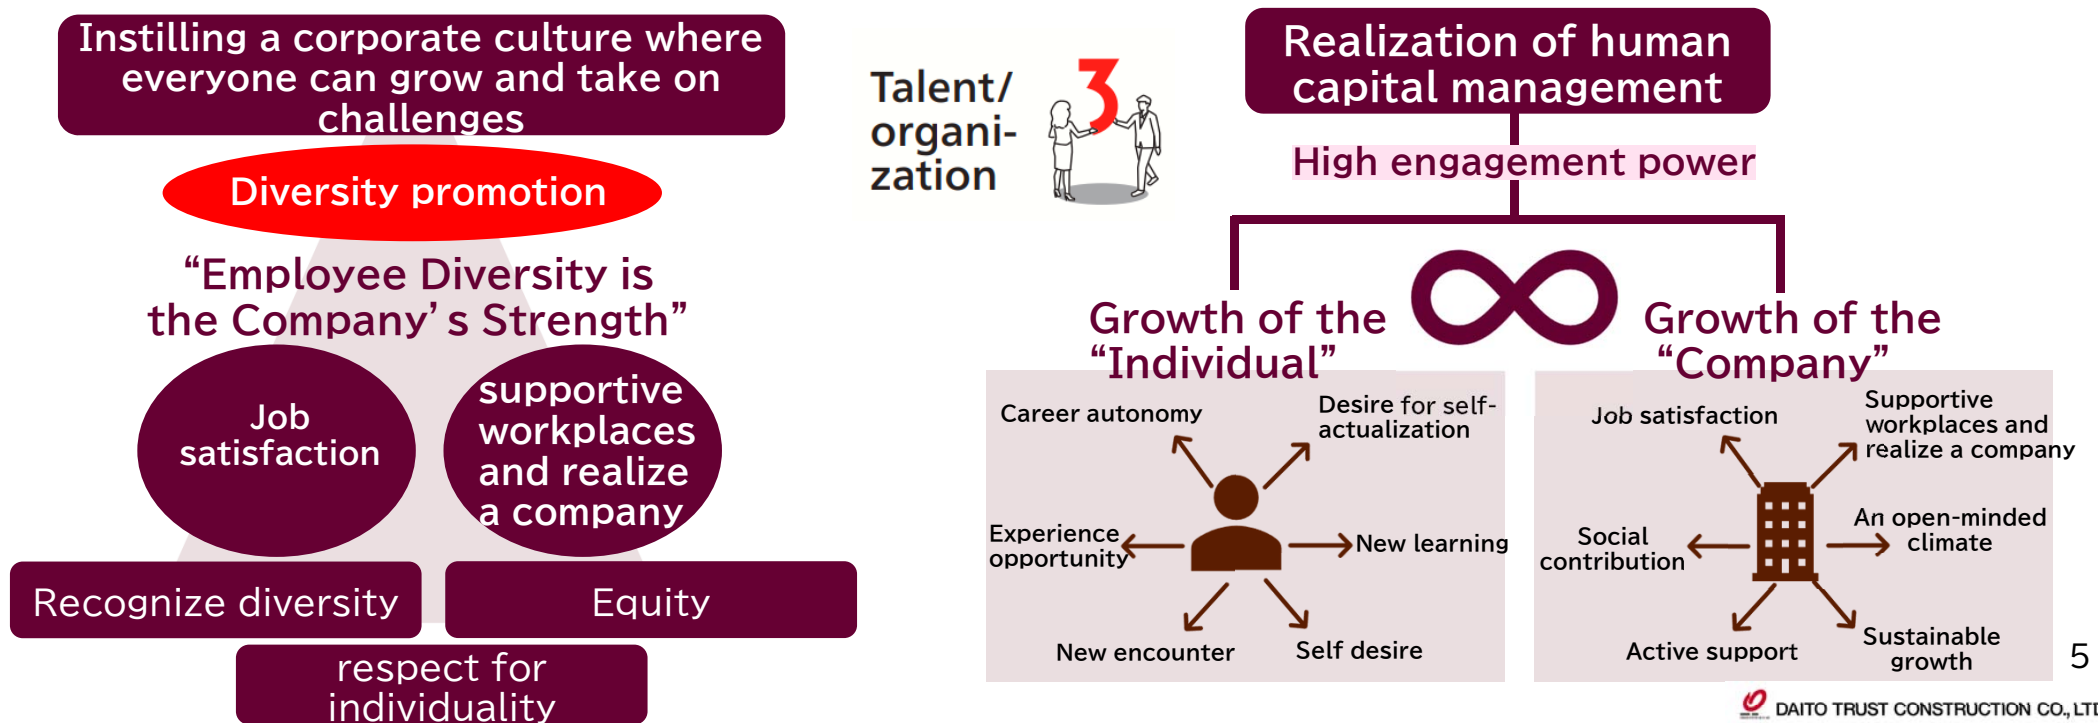 Instilling a corporate culture where
everyone can grow and take on
challenges
Diversity promotion
“Employee Diversity is
the Company’s Strength”
Job
satisfaction
supportive
workplaces
and realize
a company
Recognize diversity
Equity
respect for
individuality
Talent/
organi-
zation
3
Realization of human
capital management
High engagement power
Growth of the
“Individual”
Career autonomy
Desire for self-
actualization
Experience
opportunity
New learning
New encounter
Self desire
Growth of the
“Company”
Job satisfaction
Supportive
workplaces and
realize a company
Social
contribution
An open-minded
climate
Active support
Sustainable
growth
5
DAITO TRUST CONSTRUCTION CO., LTD